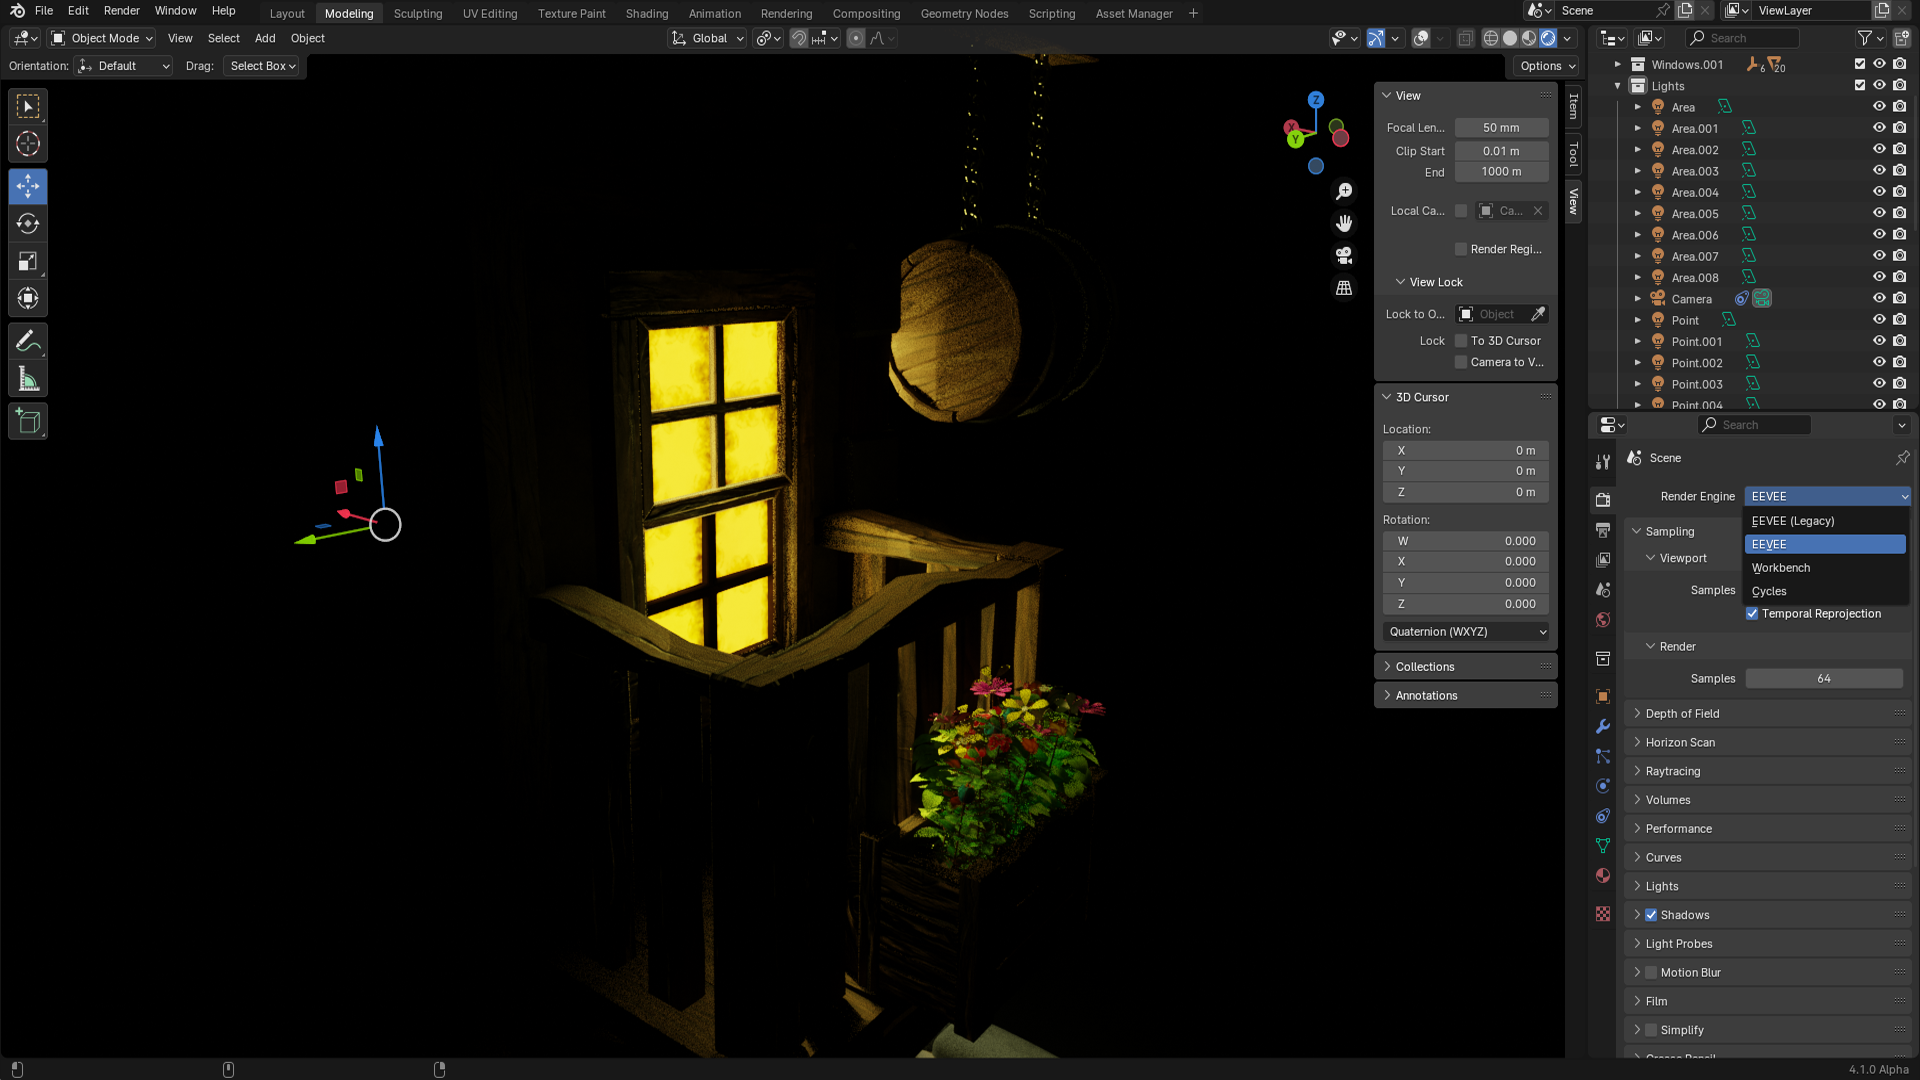 File Edit Render Window Help Layout Modeling Sculpting UV Editing Texture Paint Shading Animation Rendering Compositing Geometry Nodes Scripting Asset Manager + Scene ViewLayer
Object Mode View Select Add Object Global Search
Orientation: Default Drag: Select Box Options
View
Focal Len... 50 mm
Clip Start 0.01 m
End 1000 m
Local Ca... Ca...
Render Regi...
View Lock
Lock to O... Object
Lock To 3D Cursor
Camera to V...
3D Cursor
Location:
X 0 m
Y 0 m
Z 0 m
Rotation:
W 0.000
X 0.000
Y 0.000
Z 0.000
Quaternion (WXYZ)
Collections
Annotations
Item
Tool
View
Z
X
Y
Windows.001 6 20
Lights
Area
Area.001
Area.002
Area.003
Area.004
Area.005
Area.006
Area.007
Area.008
Camera
Point
Point.001
Point.002
Point.003
Point.004
Search
Scene
Render Engine EEVEE
EEVEE (Legacy)
EEVEE
Workbench
Cycles
Sampling
Viewport
Samples
Temporal Reprojection
Render
Samples 64
Depth of Field
Horizon Scan
Raytracing
Volumes
Performance
Curves
Lights
Shadows
Light Probes
Motion Blur
Film
Simplify
Grease Pencil
4.1.0 Alpha